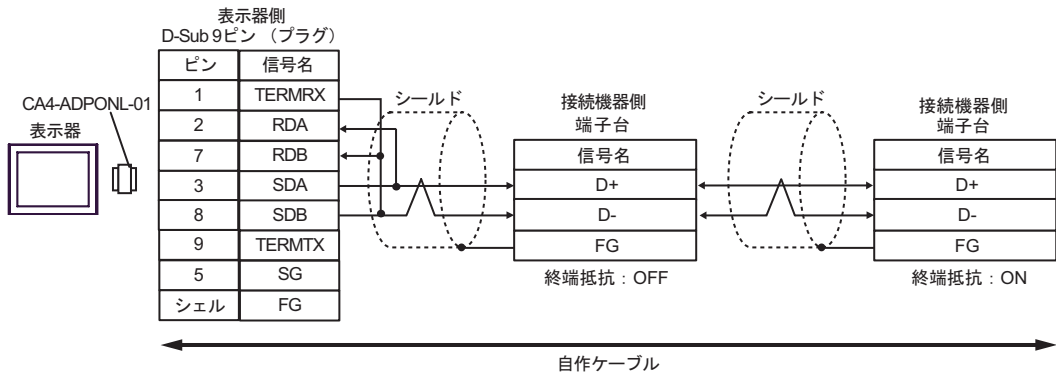 表示器側
D-Sub 9ピン （プラグ）
ピン 信号名
1 TERMRX
2 RDA
7 RDB
3 SDA
8 SDB
9 TERMTX
5 SG
シェル FG
CA4-ADPONL-01
表示器
シールド
接続機器側
端子台
信号名
D+
D-
FG
終端抵抗：OFF
シールド
接続機器側
端子台
信号名
D+
D-
FG
終端抵抗：ON
自作ケーブル